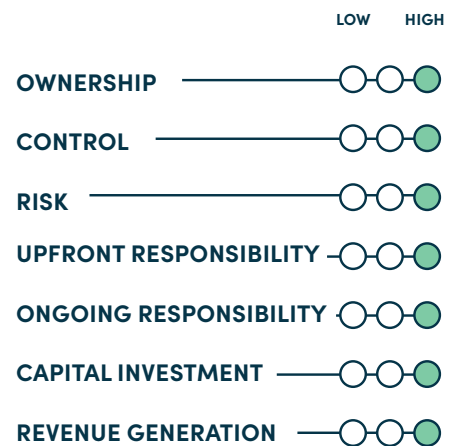 LOW HIGH
OWNERSHIP
CONTROL
RISK
UPFRONT RESPONSIBILITY
ONGOING RESPONSIBILITY
CAPITAL INVESTMENT
REVENUE GENERATION